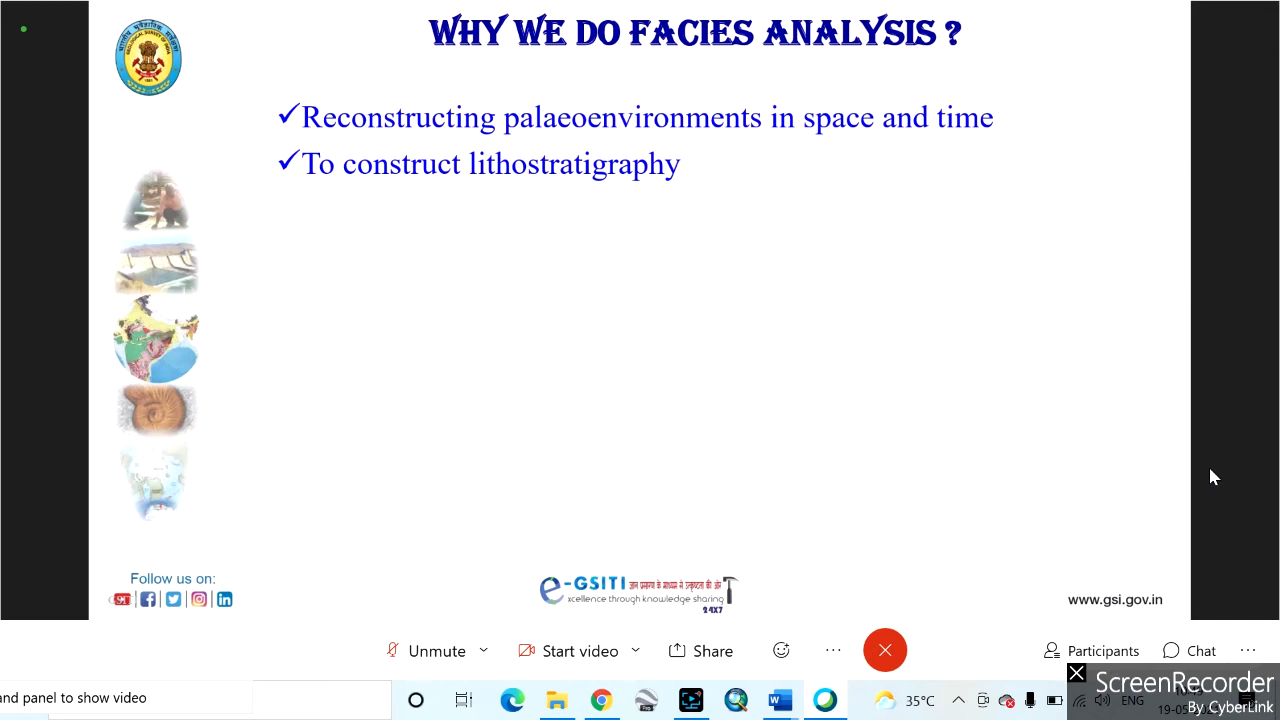 WHY WE DO FACIES ANALYSIS ?
✓Reconstructing palaeoenvironments in space and time
✓To construct lithostratigraphy
Follow us on:
e-GSITI
xcellence through knowledge sharing
24X7
www.gsi.gov.in
Unmute
Start video
Share
Participants
Chat
and panel to show video
35°C
ENG
ScreenRecorder
By CyberLink